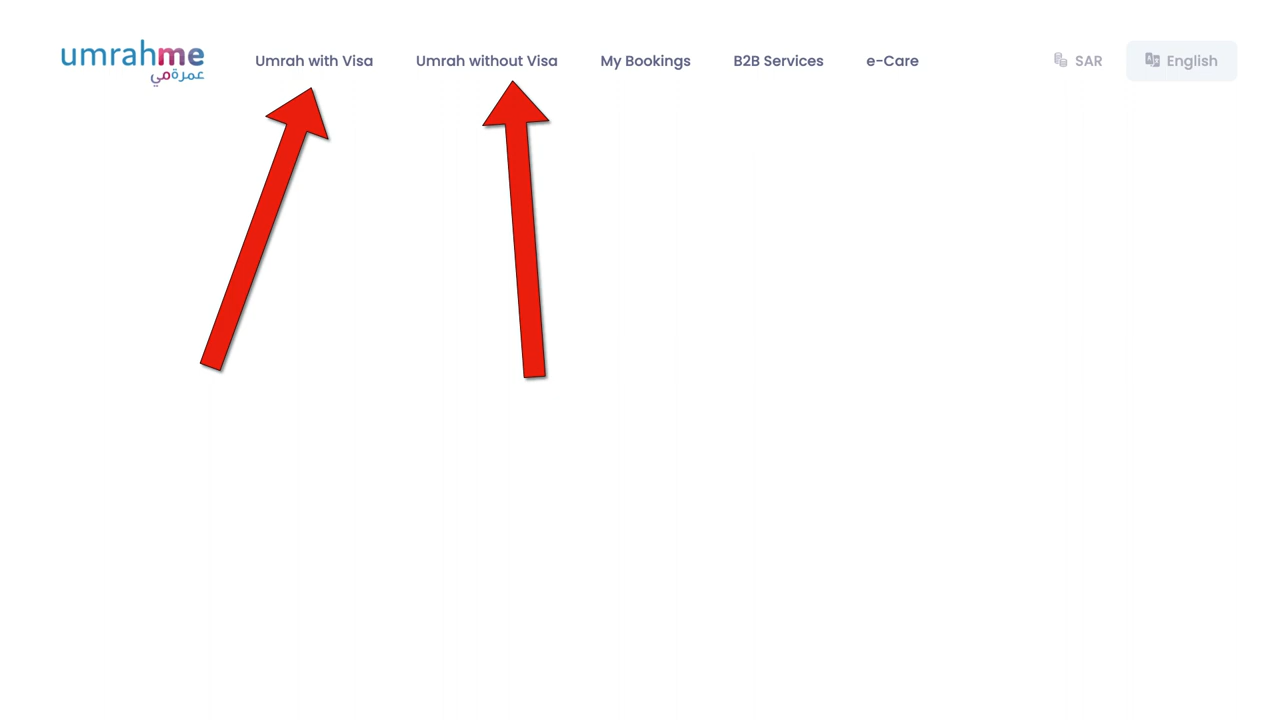 umrahme
عمرة مي
Umrah with Visa
Umrah without Visa
My Bookings
B2B Services
e-Care
SAR
English